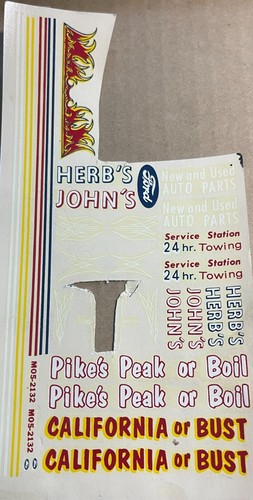 HERB'S
JOHN'S
Ford
New and Used
AUTO PARTS
New and Used
AUTO PARTS
Service Station
24 hr. Towing
Service Station
24 hr. Towing
JOHN'S
JOHN'S
HERB'S
HERB'S
Pike's Peak or Boil
Pike's Peak or Boil
CALIFORNIA or BUST
CALIFORNIA or BUST
M05-2132
M05-2132